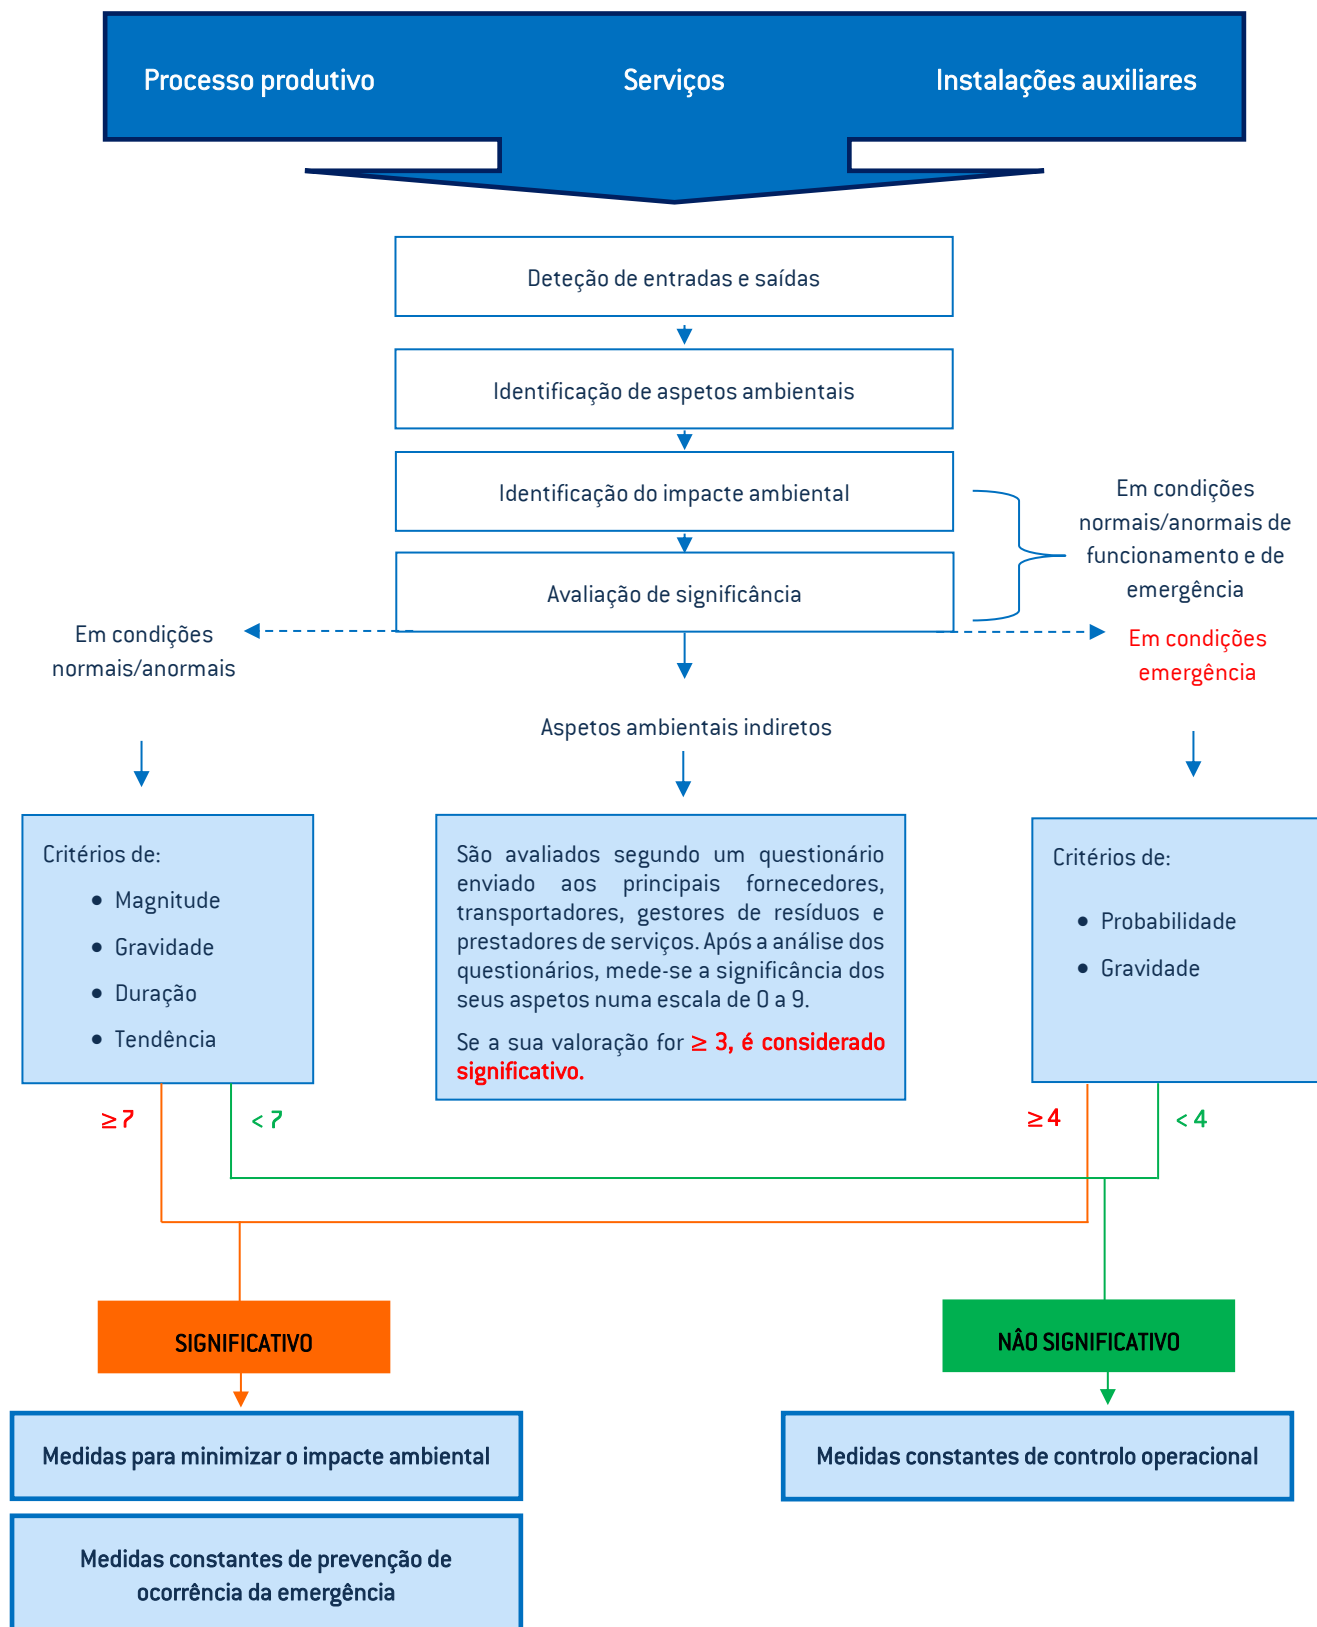 Processo produtivo Serviços Instalações auxiliares
Deteção de entradas e saídas
Identificação de aspetos ambientais
Identificação do impacte ambiental
Avaliação de significância
Em condições
normais/anormais de
funcionamento e de
emergência
Em condições
normais/anormais
Em condições
emergência
Aspetos ambientais indiretos
Critérios de:
• Magnitude
• Gravidade
• Duração
• Tendência
São avaliados segundo um questionário
enviado aos principais fornecedores,
transportadores, gestores de resíduos e
prestadores de serviços. Após a análise dos
questionários, mede-se a significância dos
seus aspetos numa escala de 0 a 9.
Se a sua valoração for ≥ 3, é considerado
significativo.
Critérios de:
• Probabilidade
• Gravidade
≥ 7 < 7
≥ 4 < 4
SIGNIFICATIVO
NÂO SIGNIFICATIVO
Medidas para minimizar o impacte ambiental
Medidas constantes de controlo operacional
Medidas constantes de prevenção de
ocorrência da emergência